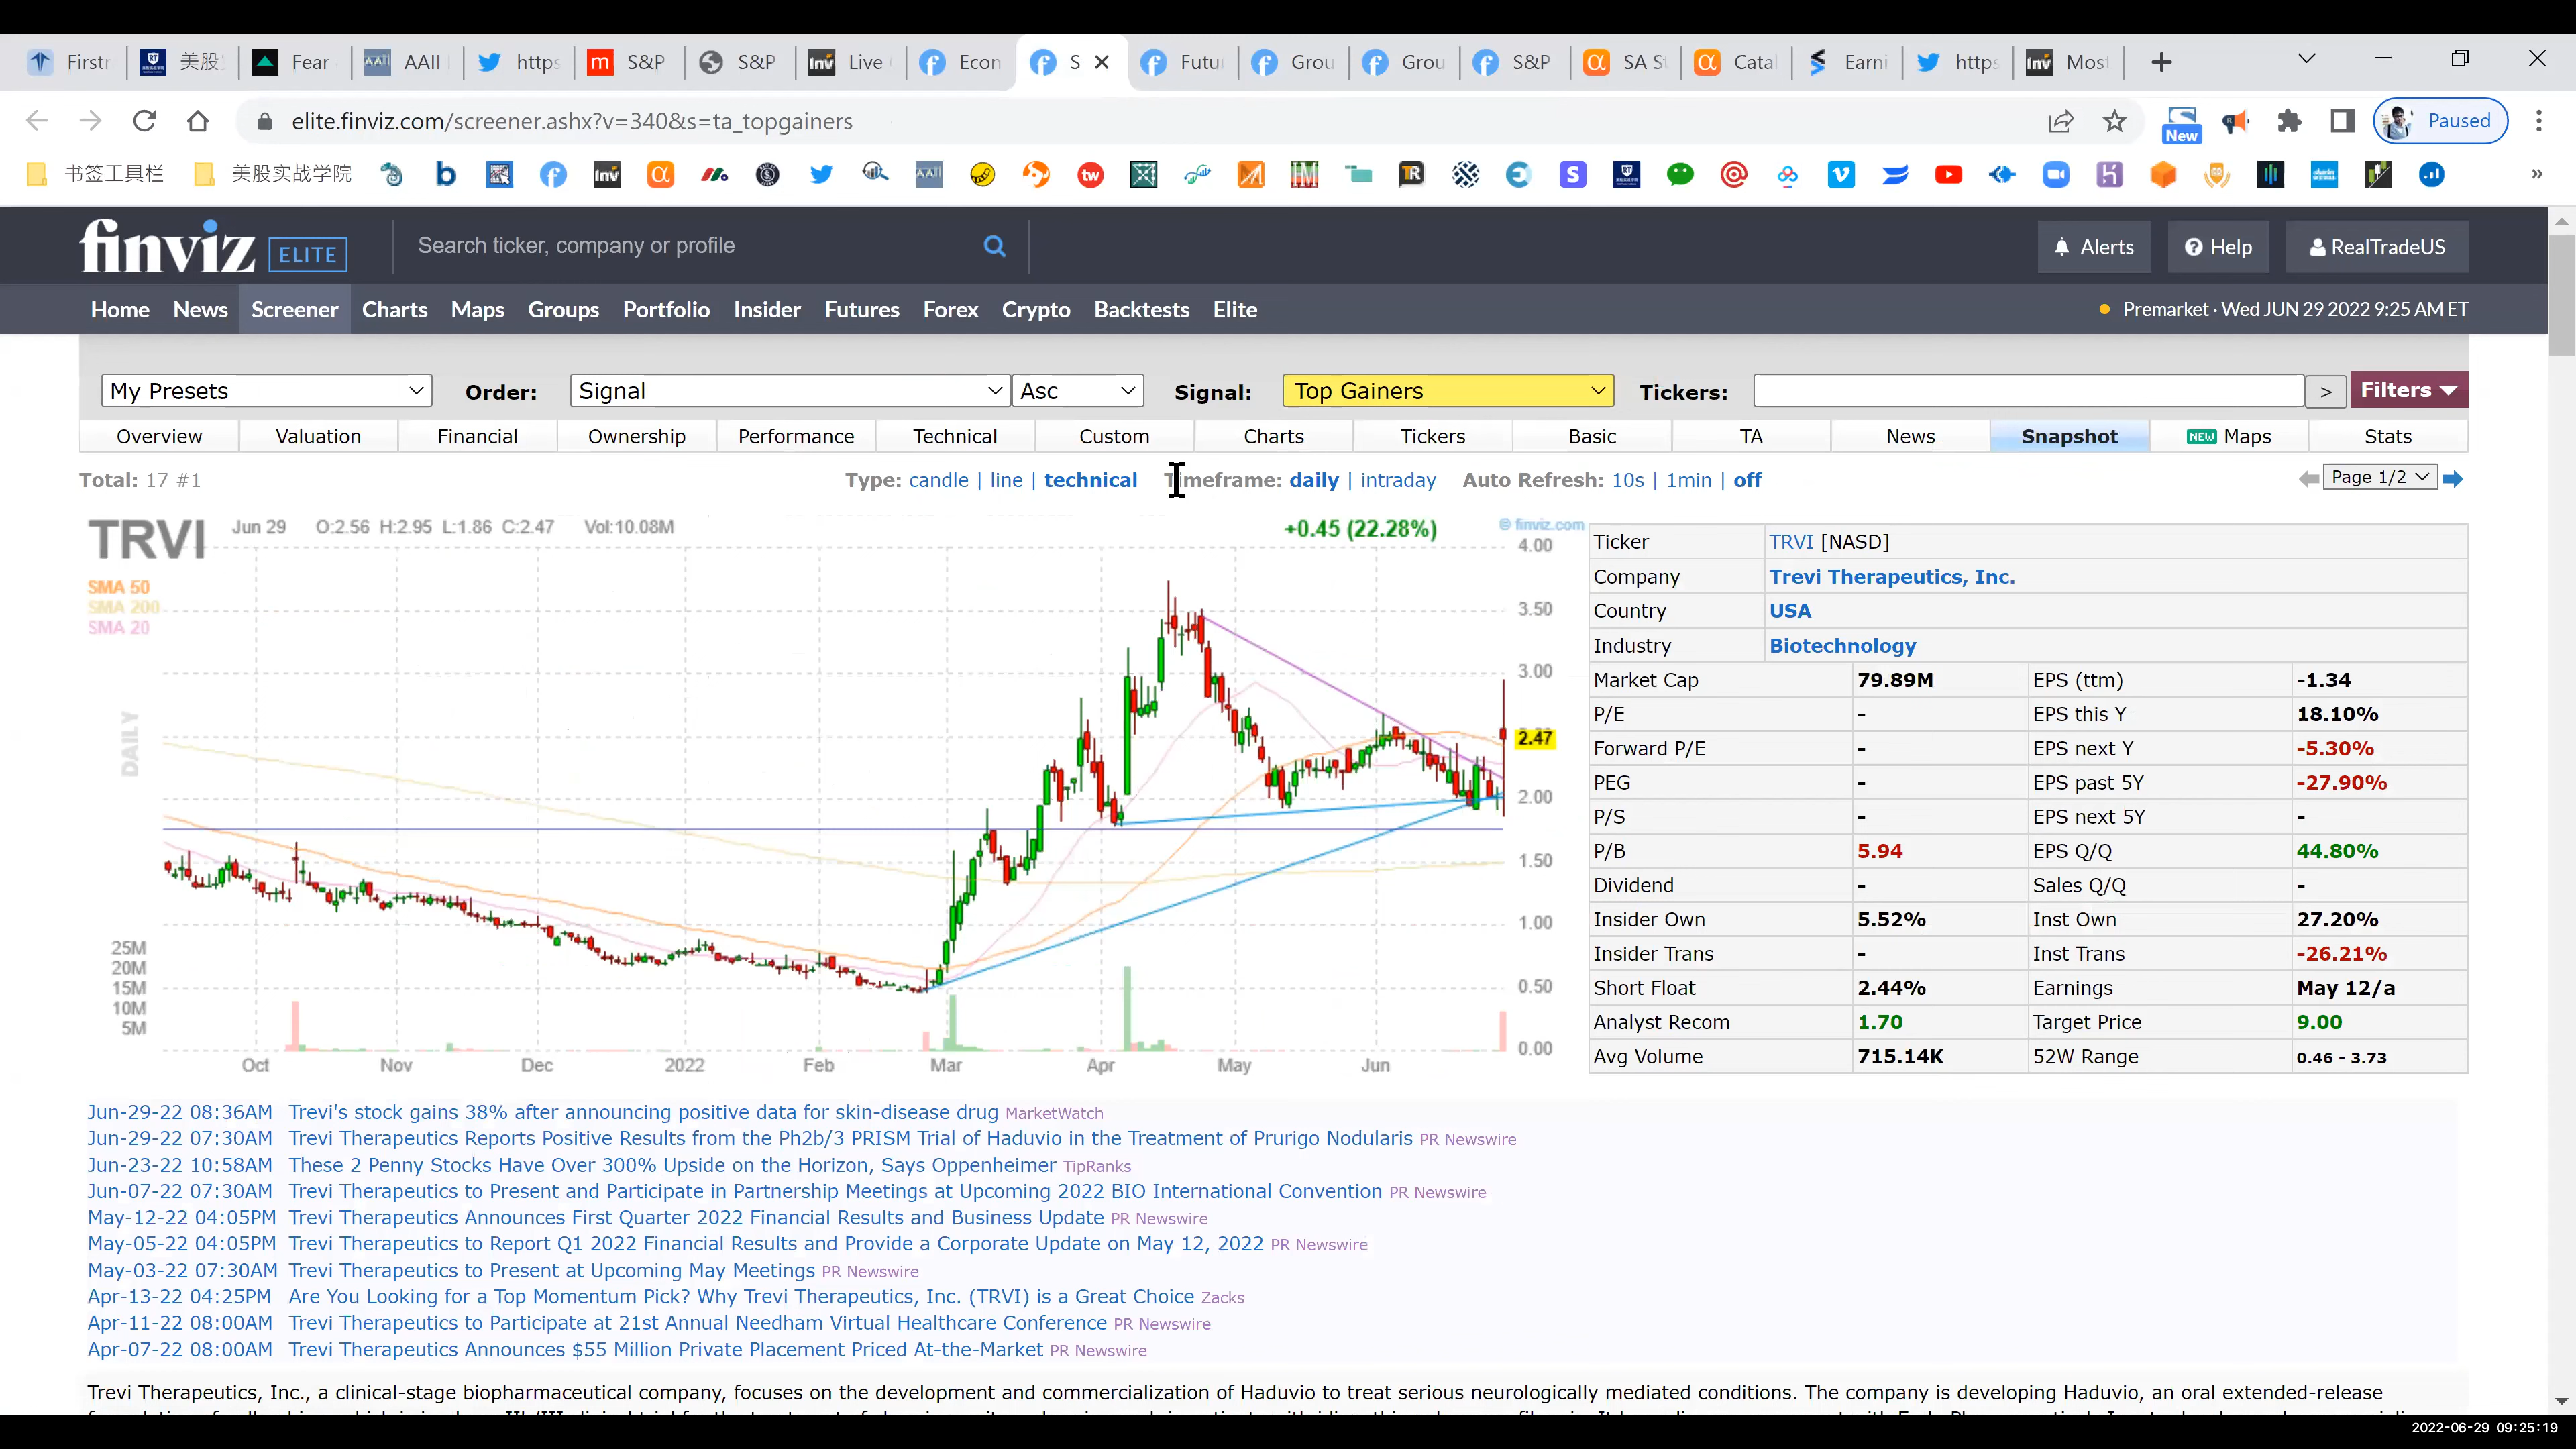 Firstr 美股 Fear AAII https S&P S&P Live Econ S Futu Grou Grou S&P SA S Catal Earni https Most
elite.finviz.com/screener.ashx?v=340&s=ta_topgainers New Paused
书签工具栏 美股实战学院
finviz ELITE Search ticker, company or profile Alerts Help RealTradeUS
Home News Screener Charts Maps Groups Portfolio Insider Futures Forex Crypto Backtests Elite Premarket · Wed JUN 29 2022 9:25 AM ET
My Presets Order: Signal Asc Signal: Top Gainers Tickers: > Filters
Overview Valuation Financial Ownership Performance Technical Custom Charts Tickers Basic TA News Snapshot NEW Maps Stats
Total: 17 #1 Type: candle | line | technical Timeframe: daily | intraday Auto Refresh: 10s | 1min | off Page 1/2
TRVI Jun 29 O:2.56 H:2.95 L:1.86 C:2.47 Vol:10.08M +0.45 (22.28%) © finviz.com
SMA 50
SMA 200
SMA 20
DAILY
4.00
3.50
3.00
2.47
2.00
1.50
1.00
0.50
0.00
25M
20M
15M
10M
5M
Oct Nov Dec 2022 Feb Mar Apr May Jun
Ticker TRVI [NASD]
Company Trevi Therapeutics, Inc.
Country USA
Industry Biotechnology
Market Cap 79.89M EPS (ttm) -1.34
P/E - EPS this Y 18.10%
Forward P/E - EPS next Y -5.30%
PEG - EPS past 5Y -27.90%
P/S - EPS next 5Y -
P/B 5.94 EPS Q/Q 44.80%
Dividend - Sales Q/Q -
Insider Own 5.52% Inst Own 27.20%
Insider Trans - Inst Trans -26.21%
Short Float 2.44% Earnings May 12/a
Analyst Recom 1.70 Target Price 9.00
Avg Volume 715.14K 52W Range 0.46 - 3.73
Jun-29-22 08:36AM Trevi's stock gains 38% after announcing positive data for skin-disease drug MarketWatch
Jun-29-22 07:30AM Trevi Therapeutics Reports Positive Results from the Ph2b/3 PRISM Trial of Haduvio in the Treatment of Prurigo Nodularis PR Newswire
Jun-23-22 10:58AM These 2 Penny Stocks Have Over 300% Upside on the Horizon, Says Oppenheimer TipRanks
Jun-07-22 07:30AM Trevi Therapeutics to Present and Participate in Partnership Meetings at Upcoming 2022 BIO International Convention PR Newswire
May-12-22 04:05PM Trevi Therapeutics Announces First Quarter 2022 Financial Results and Business Update PR Newswire
May-05-22 04:05PM Trevi Therapeutics to Report Q1 2022 Financial Results and Provide a Corporate Update on May 12, 2022 PR Newswire
May-03-22 07:30AM Trevi Therapeutics to Present at Upcoming May Meetings PR Newswire
Apr-13-22 04:25PM Are You Looking for a Top Momentum Pick? Why Trevi Therapeutics, Inc. (TRVI) is a Great Choice Zacks
Apr-11-22 08:00AM Trevi Therapeutics to Participate at 21st Annual Needham Virtual Healthcare Conference PR Newswire
Apr-07-22 08:00AM Trevi Therapeutics Announces $55 Million Private Placement Priced At-the-Market PR Newswire
Trevi Therapeutics, Inc., a clinical-stage biopharmaceutical company, focuses on the development and commercialization of Haduvio to treat serious neurologically mediated conditions. The company is developing Haduvio, an oral extended-release
2022-06-29 09:25:19